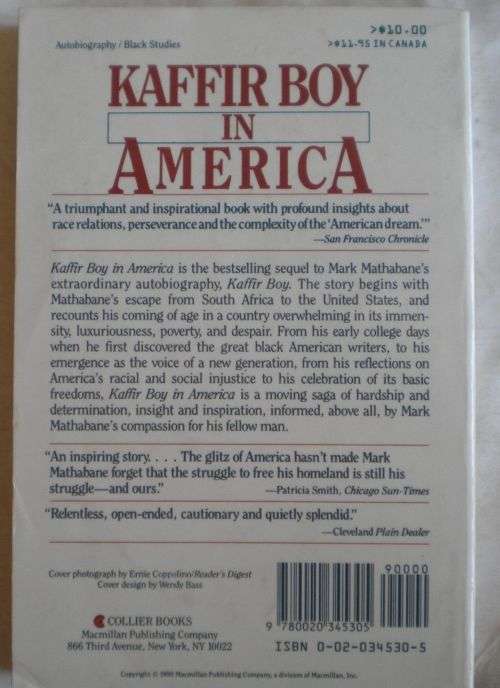 >$10.00
Autobiography / Black Studies
>$11.95 IN CANADA
KAFFIR BOY
IN
AMERICA
"A triumphant and inspirational book with profound insights about
race relations, perseverance and the complexity of the 'American dream.'"
—San Francisco Chronicle
Kaffir Boy in America is the bestselling sequel to Mark Mathabane's
extraordinary autobiography, Kaffir Boy. The story begins with
Mathabane's escape from South Africa to the United States, and
recounts his coming of age in a country overwhelming in its immen-
sity, luxuriousness, poverty, and despair. From his early college days
when he first discovered the great black American writers, to his
emergence as the voice of a new generation, from his reflections on
America's racial and social injustice to his celebration of its basic
freedoms, Kaffir Boy in America is a moving saga of hardship and
determination, insight and inspiration, informed, above all, by Mark
Mathabane's compassion for his fellow man.
"An inspiring story. . . . The glitz of America hasn't made Mark
Mathabane forget that the struggle to free his homeland is still his
struggle—and ours."
—Patricia Smith, Chicago Sun-Times
"Relentless, open-ended, cautionary and quietly splendid."
—Cleveland Plain Dealer
Cover photograph by Ernie Coppolino/Reader's Digest
Cover design by Wendy Bass
90000
COLLIER BOOKS
Macmillan Publishing Company
866 Third Avenue, New York, NY 10022
9 780020 345305
ISBN 0-02-034530-5
Copyright © 1990 Macmillan Publishing Company, a division of Macmillan, Inc.